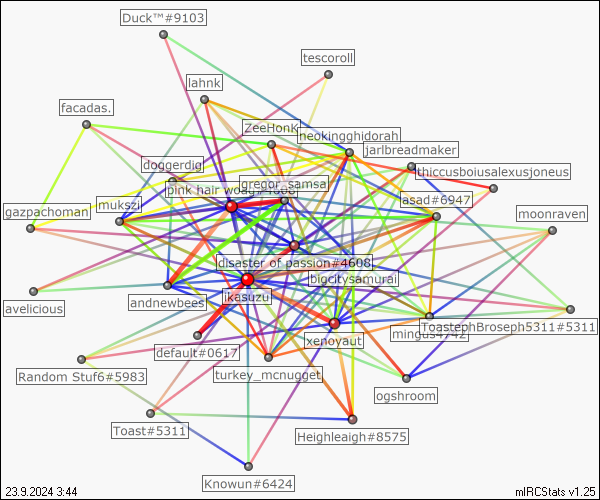 Duck™#9103
tescoroll
lahnk
facadas.
ZeeHonk
neokingghidorah
jarlbreadmaker
doggerdig
thiccusboiusalexusjoneus
gregor_samsa
pink hair woag#4008
asad#6947
mukszi
gazpachoman
moonraven
disaster of passion#4608
bigcitysamurai
avelicious
andnewbees
ikasuzu
ToastephBroseph5311#5311
mingus4742
xenoyaut
default#0617
Random Stuf6#5983
turkey_mcnugget
ogshroom
Toast#5311
Heighleaigh#8575
Knowun#6424
23.9.2024 3:44
mIRCStats v1.25